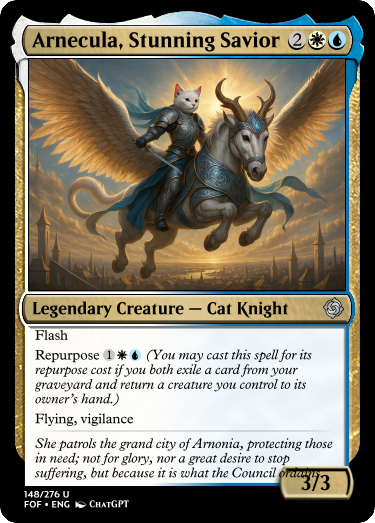 Arnecula, Stunning Savior 2
Legendary Creature — Cat Knight
Flash
Repurpose 1 (You may cast this spell for its
repurpose cost if you both exile a card from your
graveyard and return a creature you control to its
owner's hand.)
Flying, vigilance
She patrols the grand city of Arnonia, protecting those
in need; not for glory, nor a great desire to stop
suffering, but because it is what the Council ordains.
3/3
148/276 U
FOF • ENG ChatGPT